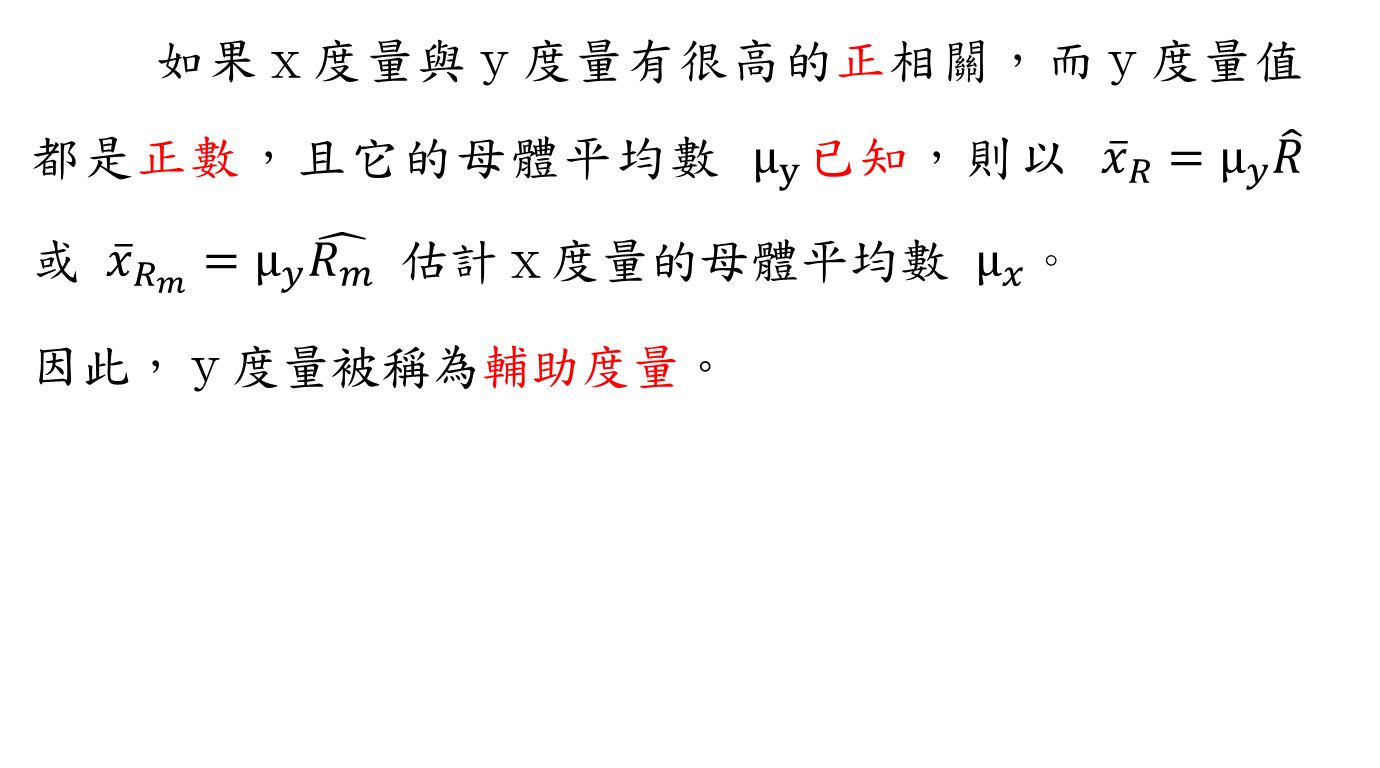 如果 x 度量與 y 度量有很高的正相關，而 y 度量值
都是正數，且它的母體平均數 μ_y 已知，則以 x̄_R = μ_y R̂
或 x̄_{R_m} = μ_y \widehat{R_m} 估計 x 度量的母體平均數 μ_x。
因此，y 度量被稱為輔助度量。